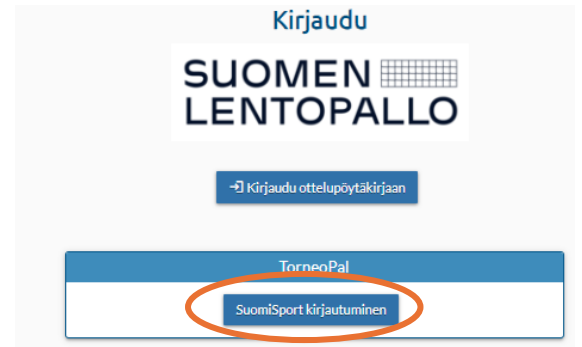 Kirjaudu
SUOMEN
LENTOPALLO
Kirjaudu ottelupöytäkirjaan
TorneoPal
SuomiSport kirjautuminen